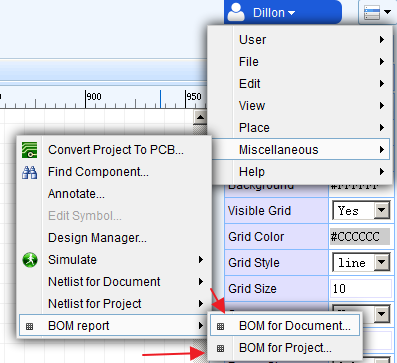 Dillon
User
File
Edit
View
Place
Miscellaneous
Help
900
950
Convert Project To PCB...
Find Component...
Annotate...
Edit Symbol...
Design Manager...
Simulate
Netlist for Document
Netlist for Project
BOM report
BOM for Document...
BOM for Project...
Background #FFFFFF
Visible Grid Yes
Grid Color #CCCCCC
Grid Style line
Grid Size 10